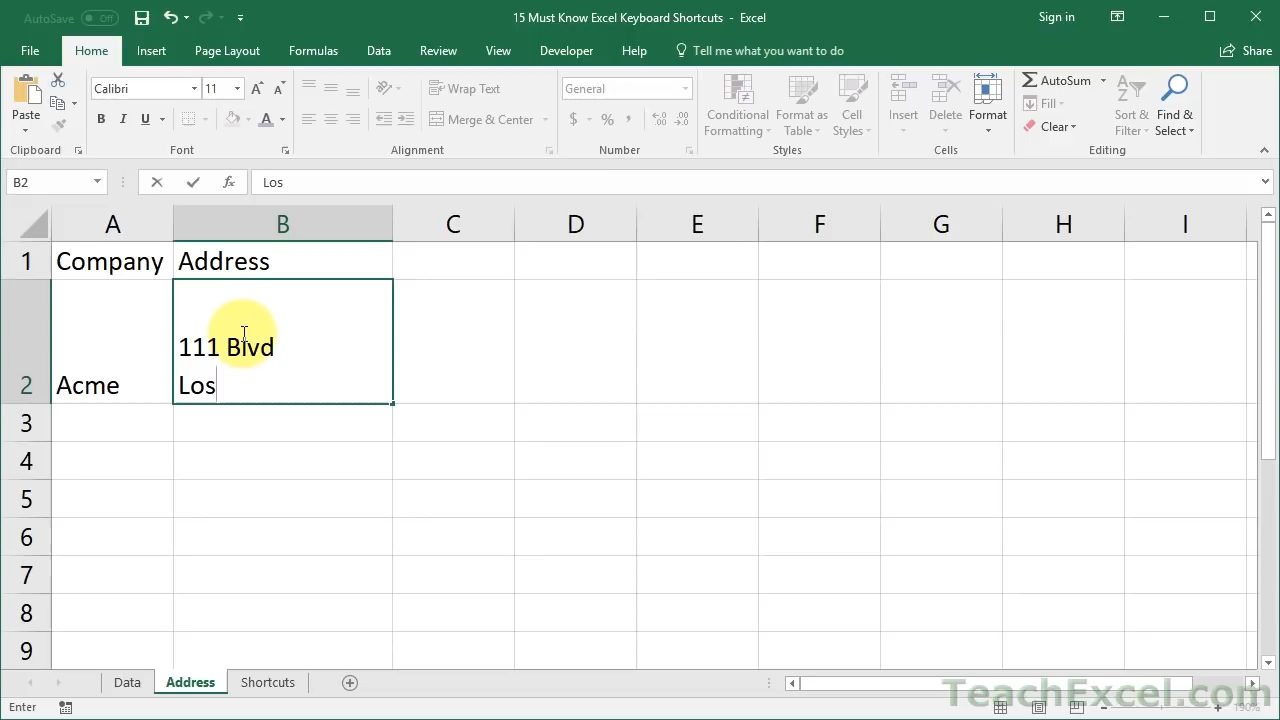 AutoSave Off
15 Must Know Excel Keyboard Shortcuts - Excel
Sign in
File Home Insert Page Layout Formulas Data Review View Developer Help Tell me what you want to do Share
Paste
Clipboard
Calibri 11
B I U A
Font
Wrap Text
Merge & Center
Alignment
General
$ % ,
Number
Conditional Formatting
Format as Table
Cell Styles
Styles
Insert Delete Format
Cells
AutoSum
Fill
Clear
Sort & Filter
Find & Select
Editing
B2 fx Los
A B C D E F G H I
1 Company Address
111 Blvd
2 Acme Los
3
4
5
6
7
8
9
Data Address Shortcuts
TeachExcel.com
Enter 190%